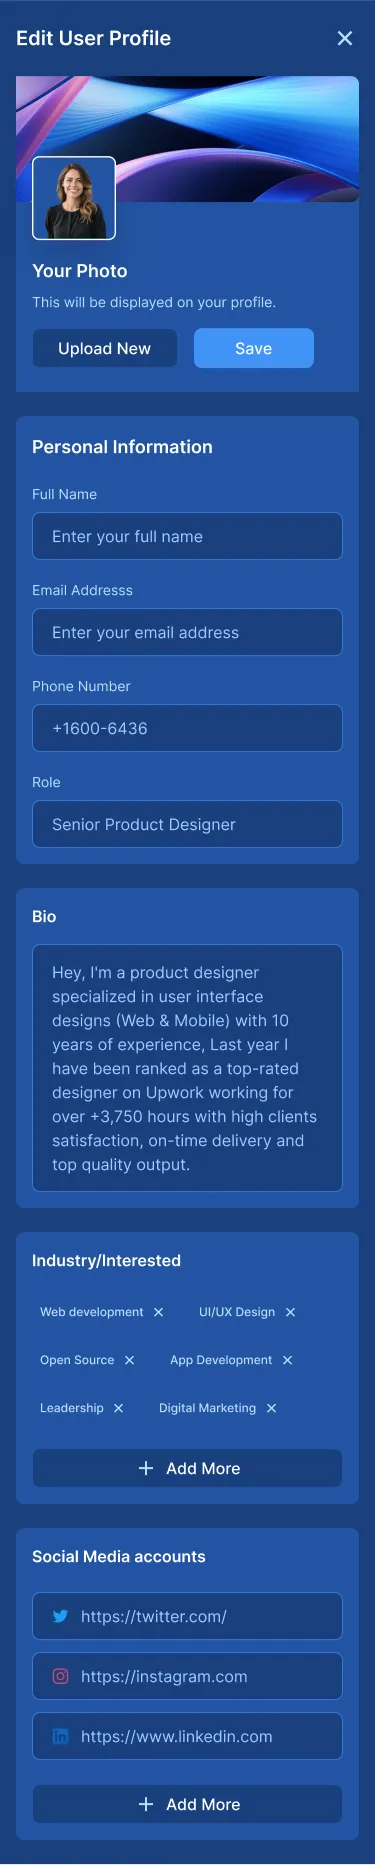 Edit User Profile
Your Photo
This will be displayed on your profile.
Upload New
Save
Personal Information
Full Name
Enter your full name
Email Addresss
Enter your email address
Phone Number
+1600-6436
Role
Senior Product Designer
Bio
Hey, I'm a product designer
specialized in user interface
designs (Web & Mobile) with 10
years of experience, Last year I
have been ranked as a top-rated
designer on Upwork working for
over +3,750 hours with high clients
satisfaction, on-time delivery and
top quality output.
Industry/Interested
Web development
UI/UX Design
Open Source
App Development
Leadership
Digital Marketing
Add More
Social Media accounts
https://twitter.com/
https://instagram.com
https://www.linkedin.com
Add More